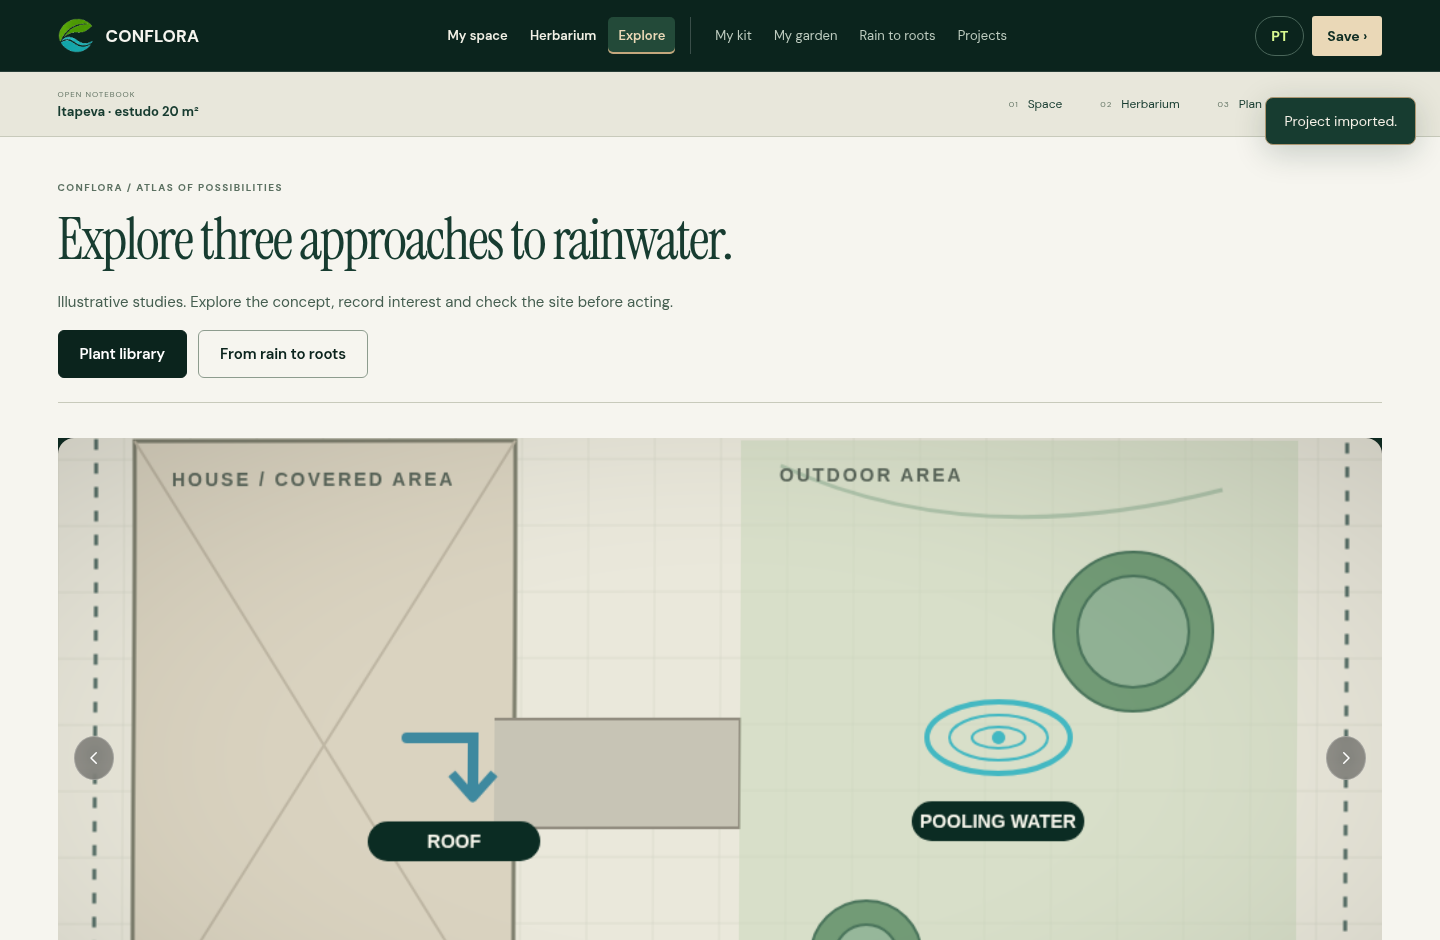 CONFLORA
My space
Herbarium
Explore
My kit
My garden
Rain to roots
Projects
PT
Save ›
OPEN NOTEBOOK
Itapeva · estudo 20 m²
01 Space
02 Herbarium
03 Plan
Project imported.
CONFLORA / ATLAS OF POSSIBILITIES
Explore three approaches to rainwater.
Illustrative studies. Explore the concept, record interest and check the site before acting.
Plant library
From rain to roots
HOUSE / COVERED AREA
OUTDOOR AREA
POOLING WATER
ROOF